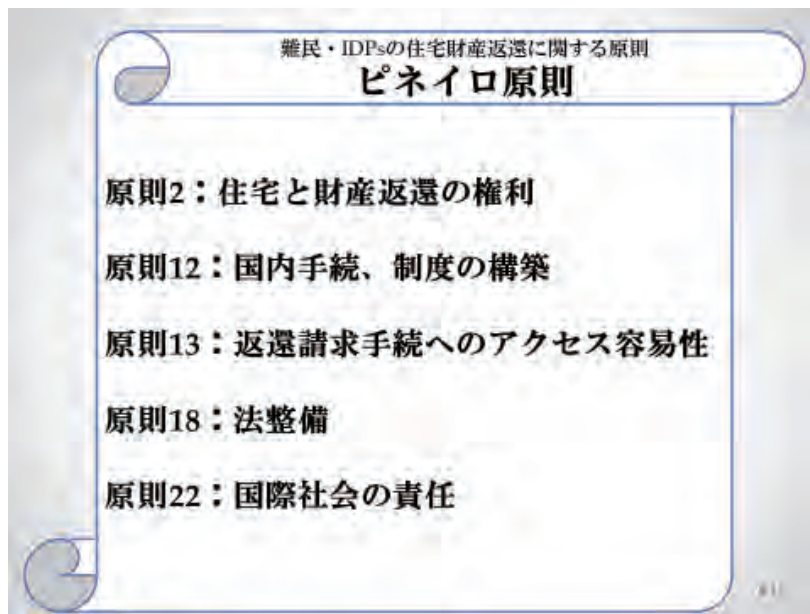 難民・IDPsの住宅財産返還に関する原則
ピネイロ原則
原則2：住宅と財産返還の権利
原則12：国内手続、制度の構築
原則13：返還請求手続へのアクセス容易性
原則18：法整備
原則22：国際社会の責任